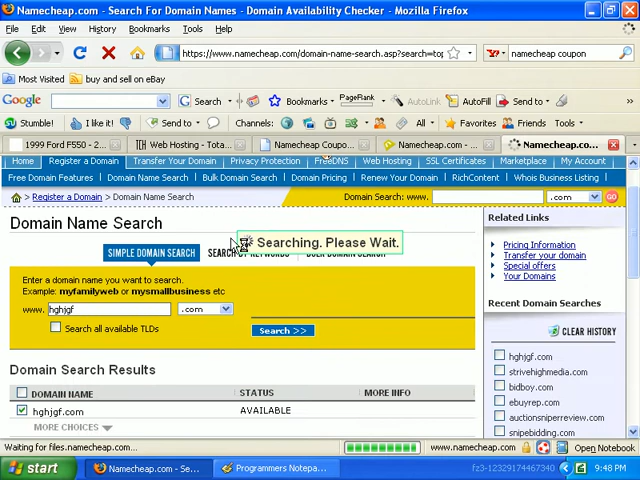 Namecheap.com - Search For Domain Names - Domain Availability Checker - Mozilla Firefox
File Edit View History Bookmarks Tools Help
https://www.namecheap.com/domain-name-search.asp?search=to
namecheap coupon
Most Visited buy and sell on eBay
Google Search Bookmarks PageRank AutoLink AutoFill Send to
Stumble! I like it! Send to Channels: All Favorites Friends Tools
1999 Ford F550 - 2... Web Hosting - Tota... Namecheap Coupo... Namecheap.com - ... Namecheap.co...
Home Register a Domain Transfer Your Domain Privacy Protection FreeDNS Web Hosting SSL Certificates Marketplace My Account
Free Domain Features Domain Name Search Bulk Domain Search Domain Pricing Renew Your Domain RichContent Whois Business Listing
Register a Domain > Domain Name Search
Domain Search: www. .com GO
Domain Name Search
Searching. Please Wait.
SIMPLE DOMAIN SEARCH
Enter a domain name you want to search.
Example: myfamilyweb or mysmallbusiness etc
www. hghjgf .com
Search all available TLDs
Search >>
Domain Search Results
DOMAIN NAME STATUS MORE INFO
hghjgf.com AVAILABLE
MORE CHOICES
Related Links
Pricing Information
Transfer your domain
Special offers
Your Domains
Recent Domain Searches
CLEAR HISTORY
hghjgf.com
strivehighmedia.com
bidboy.com
ebuyrep.com
auctionsniperreview.com
snipebidding.com
Waiting for files.namecheap.com...
www.namecheap.com
Open Notebook
start
Namecheap.com - Se...
Programmers Notepa...
fz3-12329174467340
9:48 PM